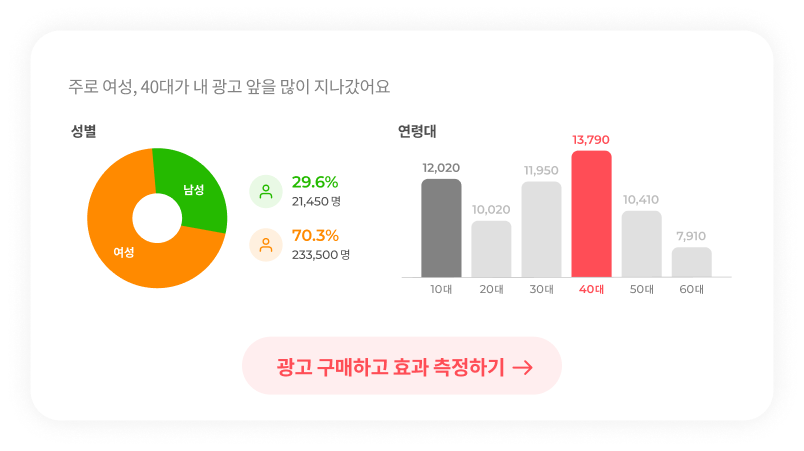 주로 여성, 40대가 내 광고 앞을 많이 지나갔어요
성별
남성
여성
29.6%
21,450 명
70.3%
233,500 명
연령대
12,020
10,020
11,950
13,790
10,410
7,910
10대
20대
30대
40대
50대
60대
광고 구매하고 효과 측정하기 →